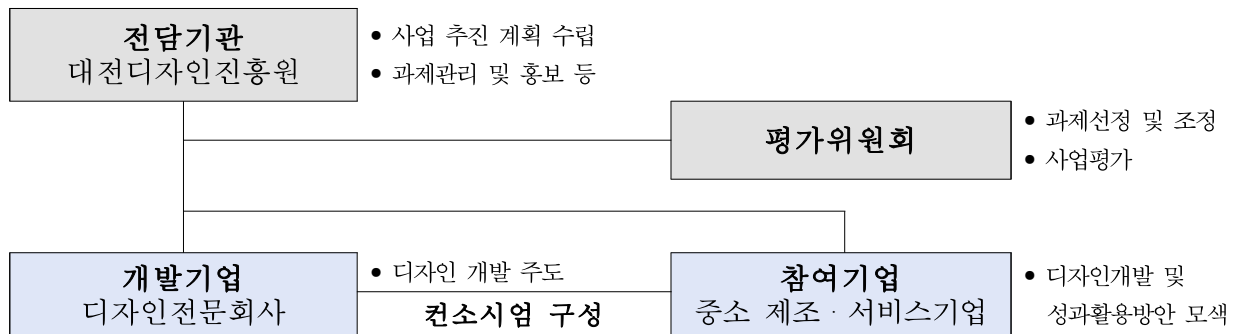 전담기관
대전디자인진흥원
• 사업 추진 계획 수립
• 과제관리 및 홍보 등
평가위원회
• 과제선정 및 조정
• 사업평가
개발기업
디자인전문회사
• 디자인 개발 주도
컨소시엄 구성
참여기업
중소 제조·서비스기업
• 디자인개발 및
성과활용방안 모색